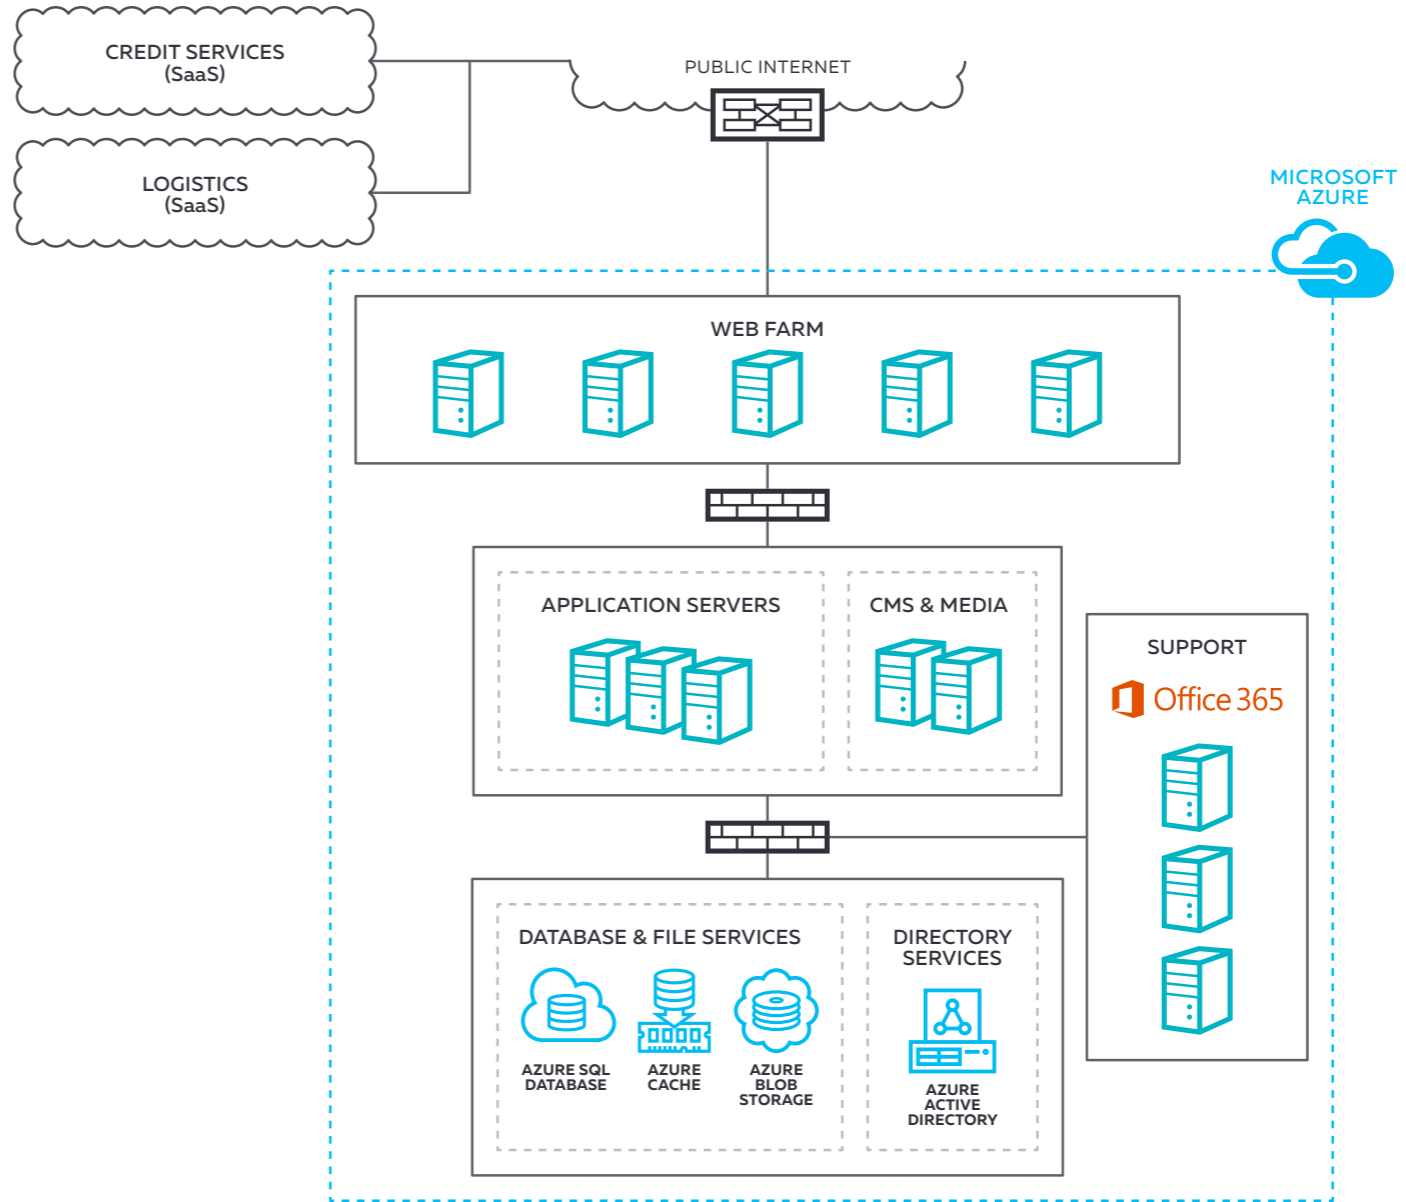 CREDIT SERVICES
(SaaS)
PUBLIC INTERNET
LOGISTICS
(SaaS)
MICROSOFT
AZURE
WEB FARM
APPLICATION SERVERS
CMS & MEDIA
SUPPORT
Office 365
DATABASE & FILE SERVICES
DIRECTORY
SERVICES
AZURE SQL
DATABASE
AZURE
CACHE
AZURE
BLOB
STORAGE
AZURE
ACTIVE
DIRECTORY